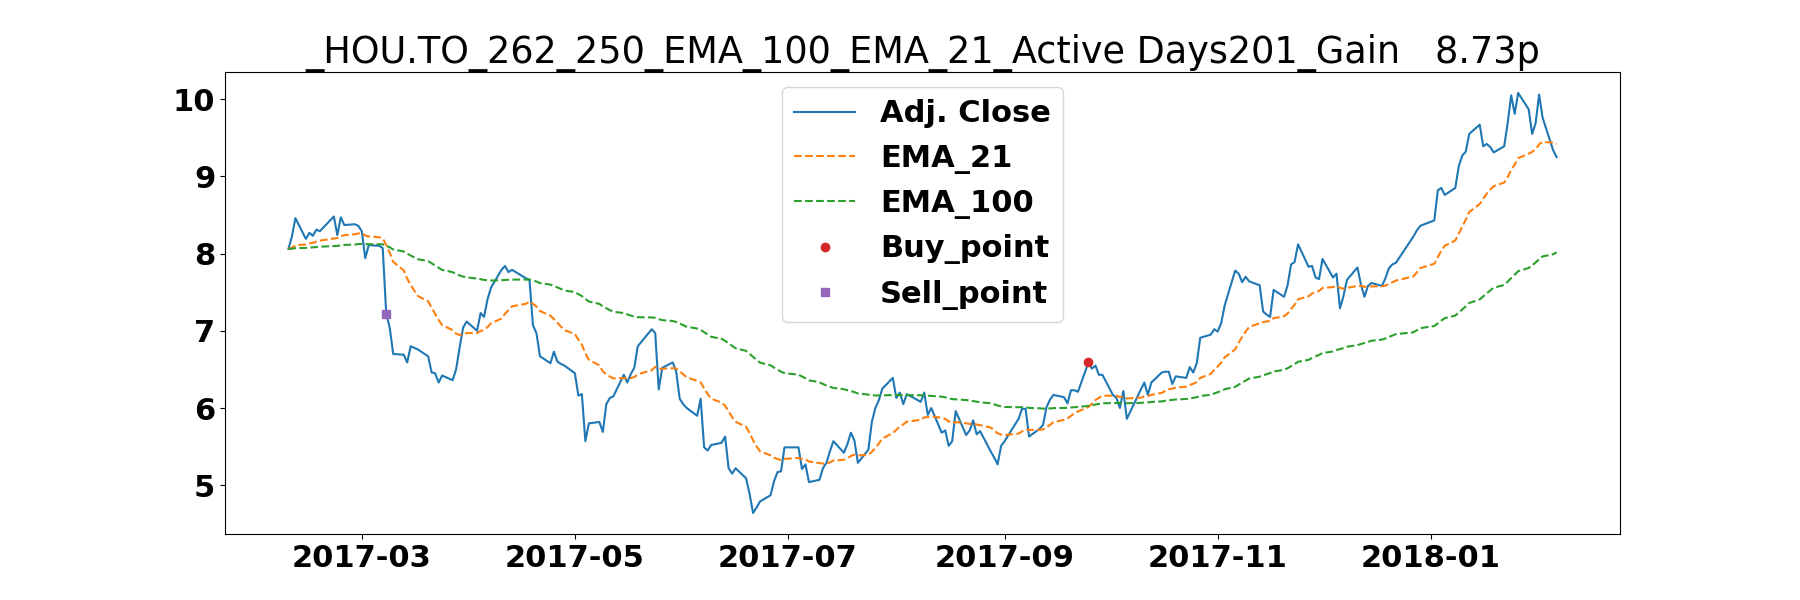 _HOU.TO_262_250_EMA_100_EMA_21_Active Days201_Gain   8.73p
Adj. Close
EMA_21
EMA_100
Buy_point
Sell_point
10
9
8
7
6
5
2017-03 2017-05 2017-07 2017-09 2017-11 2018-01